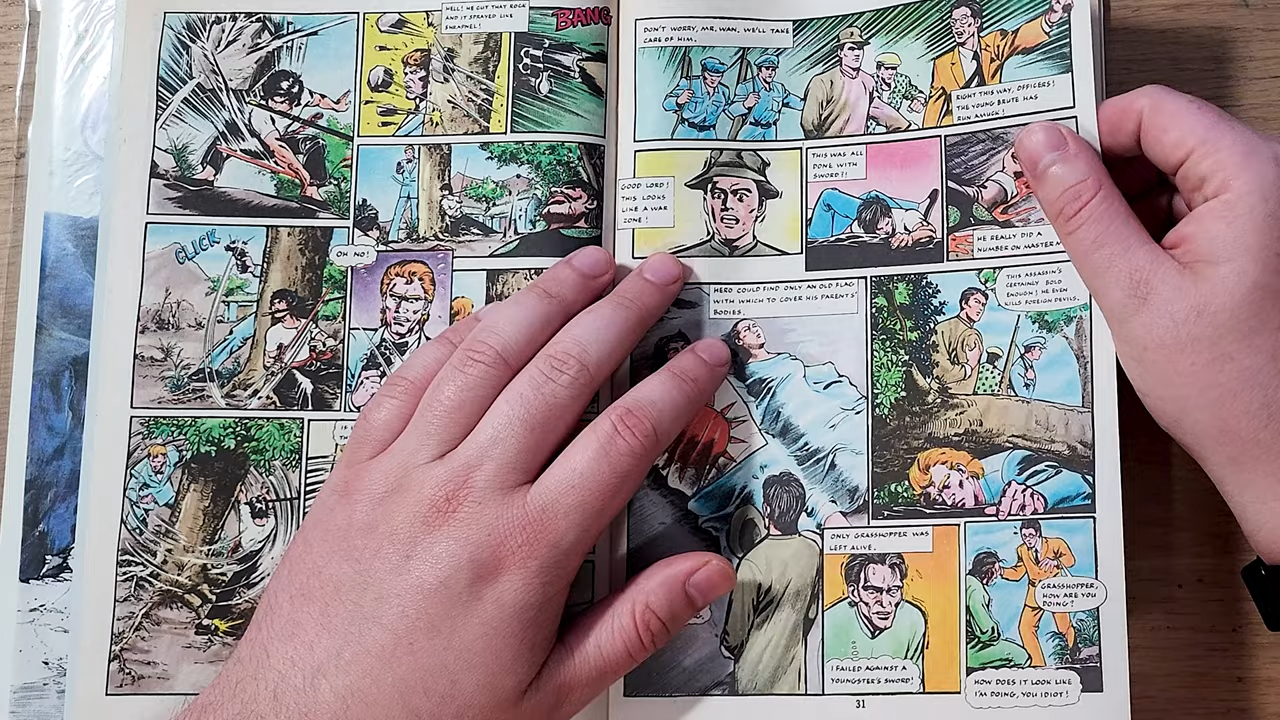 HELL! HE CUT THAT ROCK
AND IT SPRAYED LIKE
SHRAPNEL!
BANG
CLICK
OH NO!
DON'T WORRY, MR. WAN. WE'LL TAKE
CARE OF HIM.
RIGHT THIS WAY, OFFICERS!
THE YOUNG BRUTE HAS
RUN AMUCK!
GOOD LORD!
THIS LOOKS
LIKE A WAR
ZONE!
THIS WAS ALL
DONE WITH
SWORD?!
HE REALLY DID A
NUMBER ON MASTER
HERO COULD FIND ONLY AN OLD FLAG
WITH WHICH TO COVER HIS PARENTS'
BODIES.
THIS ASSASSIN'S
CERTAINLY BOLD
ENOUGH! HE EVEN
KILLS FOREIGN DEVILS.
ONLY GRASSHOPPER WAS
LEFT ALIVE.
I FAILED AGAINST A
YOUNGSTER'S SWORD!
GRASSHOPPER,
HOW ARE YOU
DOING?
HOW DOES IT LOOK LIKE
I'M DOING, YOU IDIOT!
31